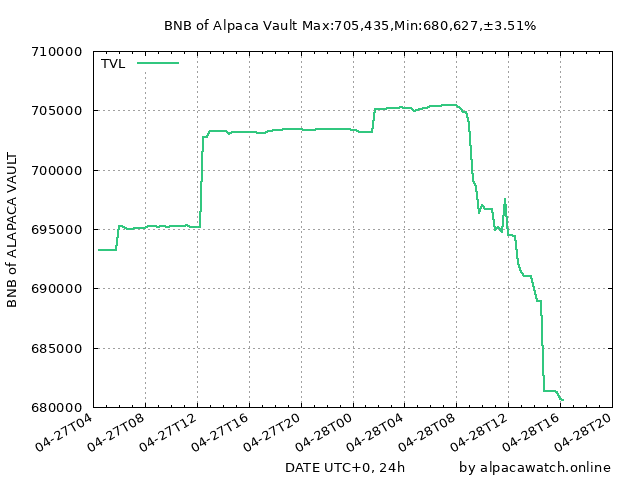 BNB of Alpaca Vault Max:705,435,Min:680,627,±3.51%
TVL
BNB of ALAPACA VAULT
710000
705000
700000
695000
690000
685000
680000
04-27T04
04-27T08
04-27T12
04-27T16
04-27T20
04-28T00
04-28T04
04-28T08
04-28T12
04-28T16
04-28T20
DATE UTC+0, 24h
by alpacawatch.online